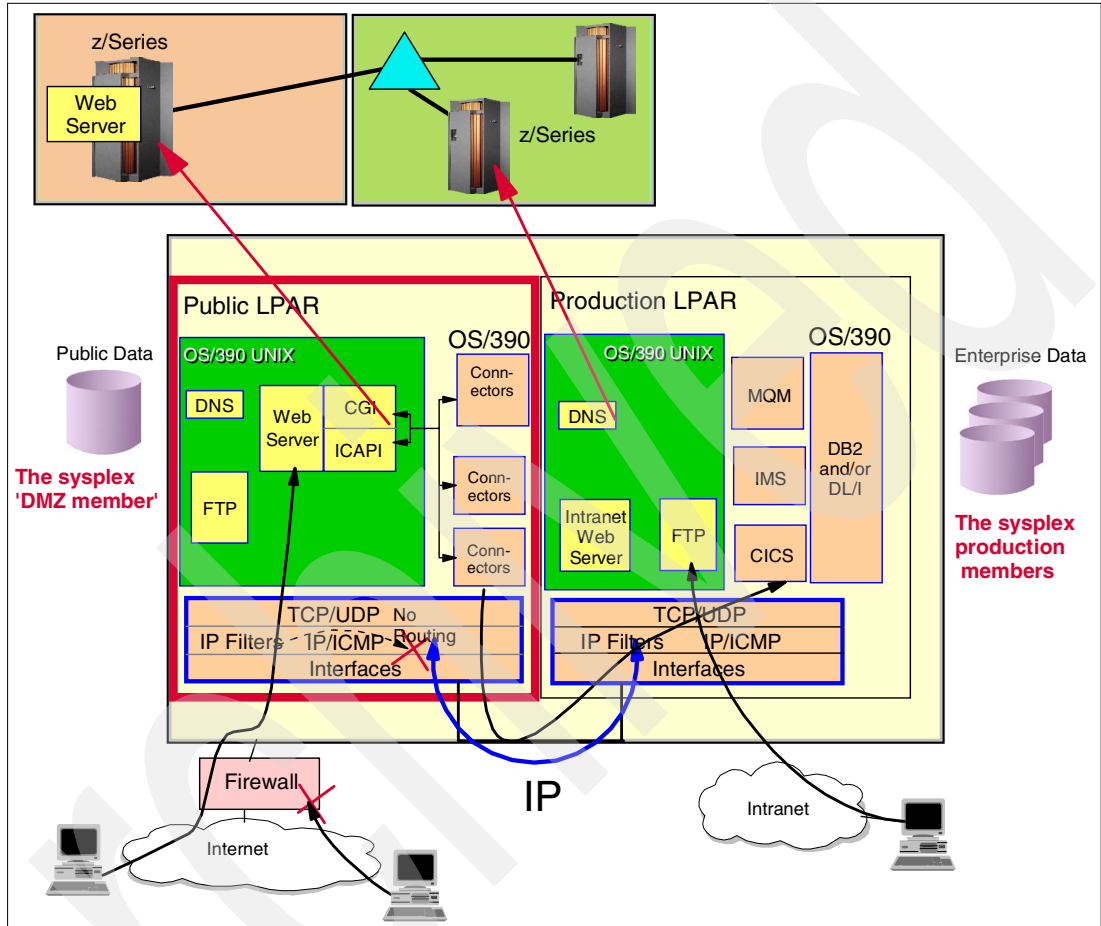 z/Series
Web
Server
z/Series
Public LPAR
Production LPAR
OS/390
OS/390
OS/390 UNIX
OS/390 UNIX
Public Data
Enterprise Data
DNS
Web
Server
CGI
ICAPI
FTP
Conn-
ectors
Conn-
ectors
Conn-
ectors
DNS
Intranet
Web
Server
FTP
MQM
IMS
CICS
DB2
and/or
DL/I
The sysplex
'DMZ member'
The sysplex
production
members
TCP/UDP No
Routing
IP Filters IP/ICMP
Interfaces
TCP/UDP
IP Filters IP/ICMP
Interfaces
Firewall
IP
Internet
Intranet
Archived